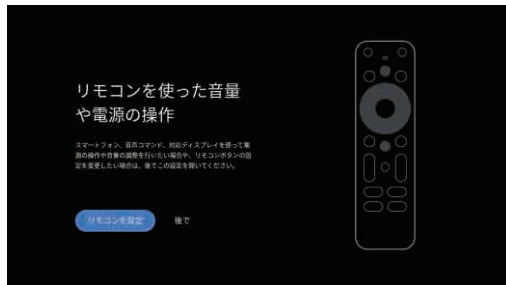 リモコンを使った音量
や電源の操作
スマートフォン、音声コマンド、対応ディスプレイを使って電
源の操作や音量の調整を行いたい場合や、リモコンボタンの設
定を変更したい場合は、後でこの設定を開いてください。
リモコンを設定
後で